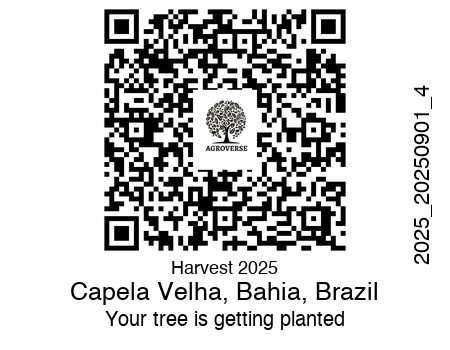 AGROVERSE
Harvest 2025
Capela Velha, Bahia, Brazil
Your tree is getting planted
2025_20250901_4